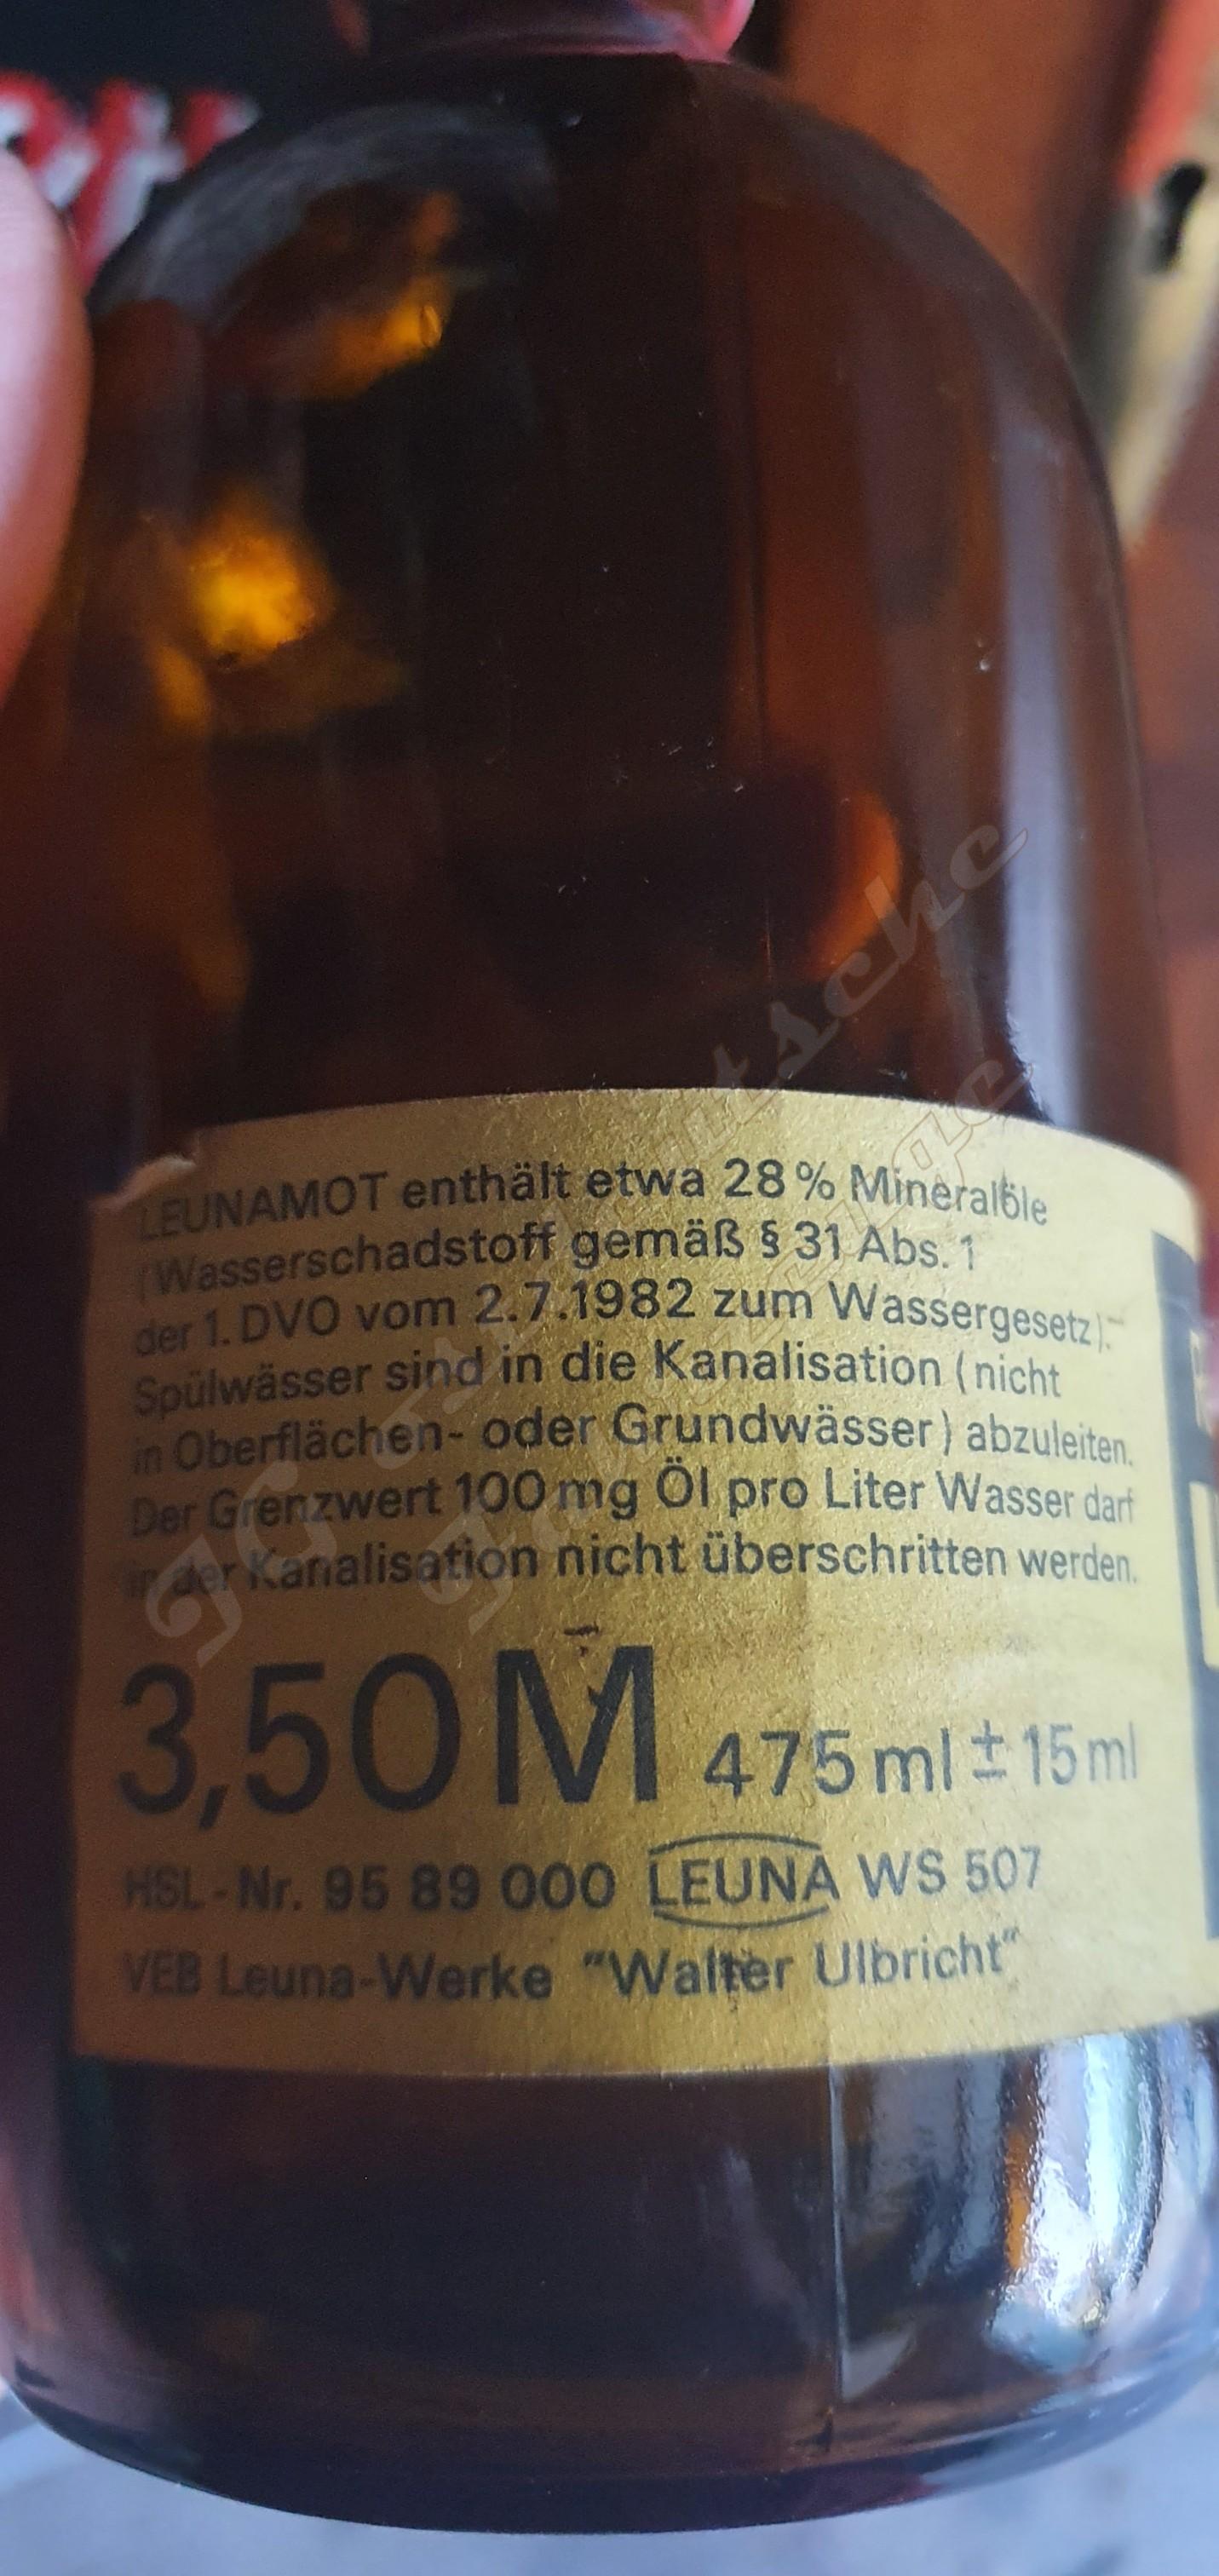 LEUNAMOT enthält etwa 28% Mineralöle
(Wasserschadstoff gemäß § 31 Abs. 1
der 1. DVO vom 2.7.1982 zum Wassergesetz).
Spülwässer sind in die Kanalisation (nicht
in Oberflächen- oder Grundwässer) abzuleiten.
Der Grenzwert 100 mg Öl pro Liter Wasser darf
in der Kanalisation nicht überschritten werden.
3,50 M 475 ml ± 15 ml
HSL-Nr. 95 89 000 LEUNA WS 507
VEB Leuna-Werke "Walter Ulbricht"